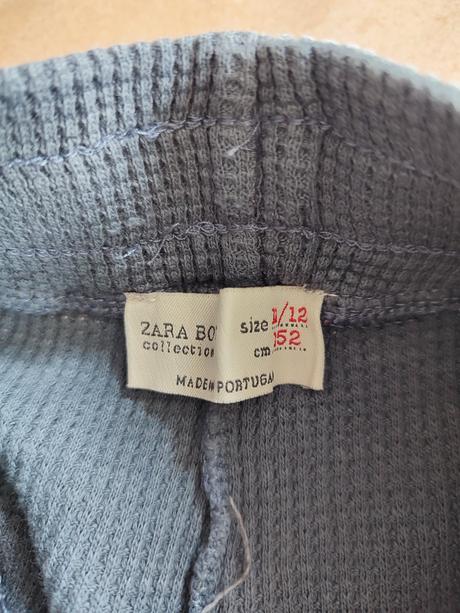 ZARA BO
collection
size 1/12
cm 152
MADE IN PORTUGAL